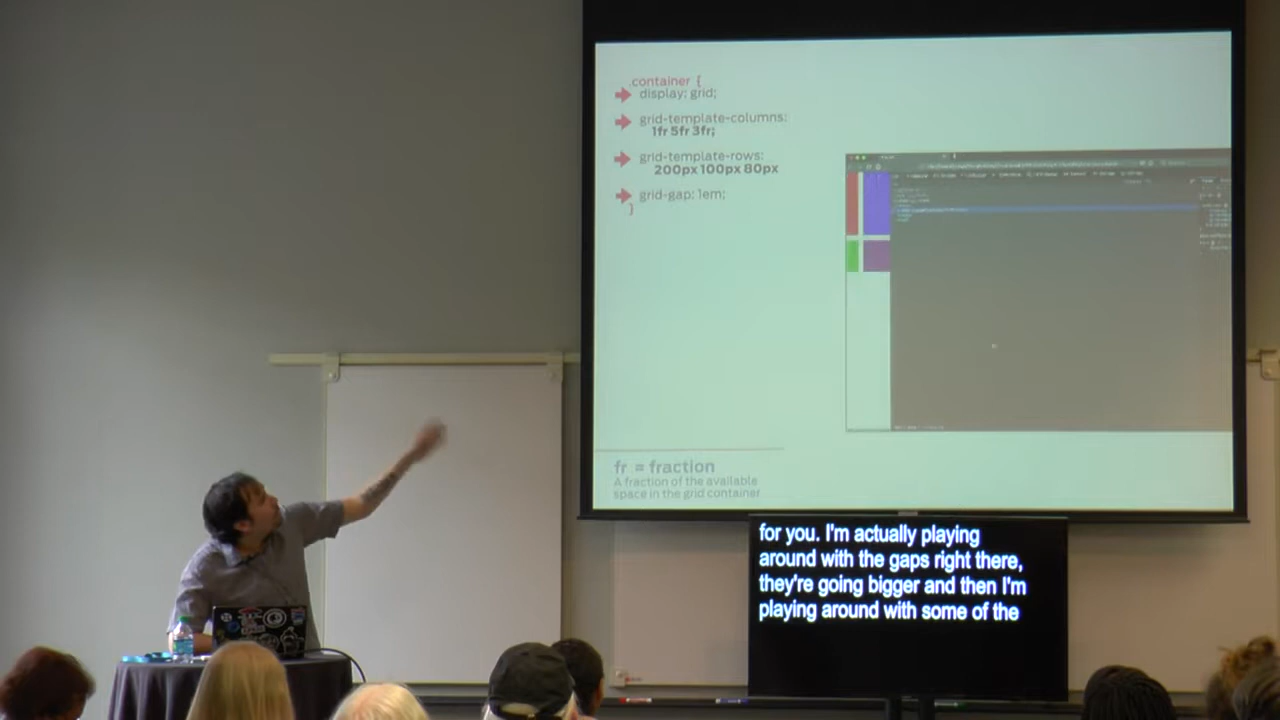 .container {
display: grid;
grid-template-columns:
1fr 5fr 3fr;
grid-template-rows:
200px 100px 80px
grid-gap: 1em;
}
fr = fraction
A fraction of the available
space in the grid container
for you. I'm actually playing
around with the gaps right there,
they're going bigger and then I'm
playing around with some of the